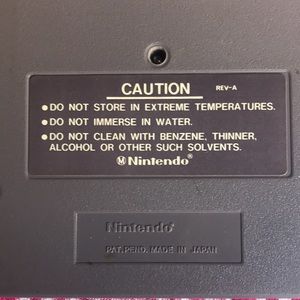 CAUTION REV-A
●DO NOT STORE IN EXTREME TEMPERATURES.
●DO NOT IMMERSE IN WATER.
●DO NOT CLEAN WITH BENZENE, THINNER,
ALCOHOL OR OTHER SUCH SOLVENTS.
Ⓜ Nintendo®
Nintendo®
PAT. PEND. MADE IN JAPAN